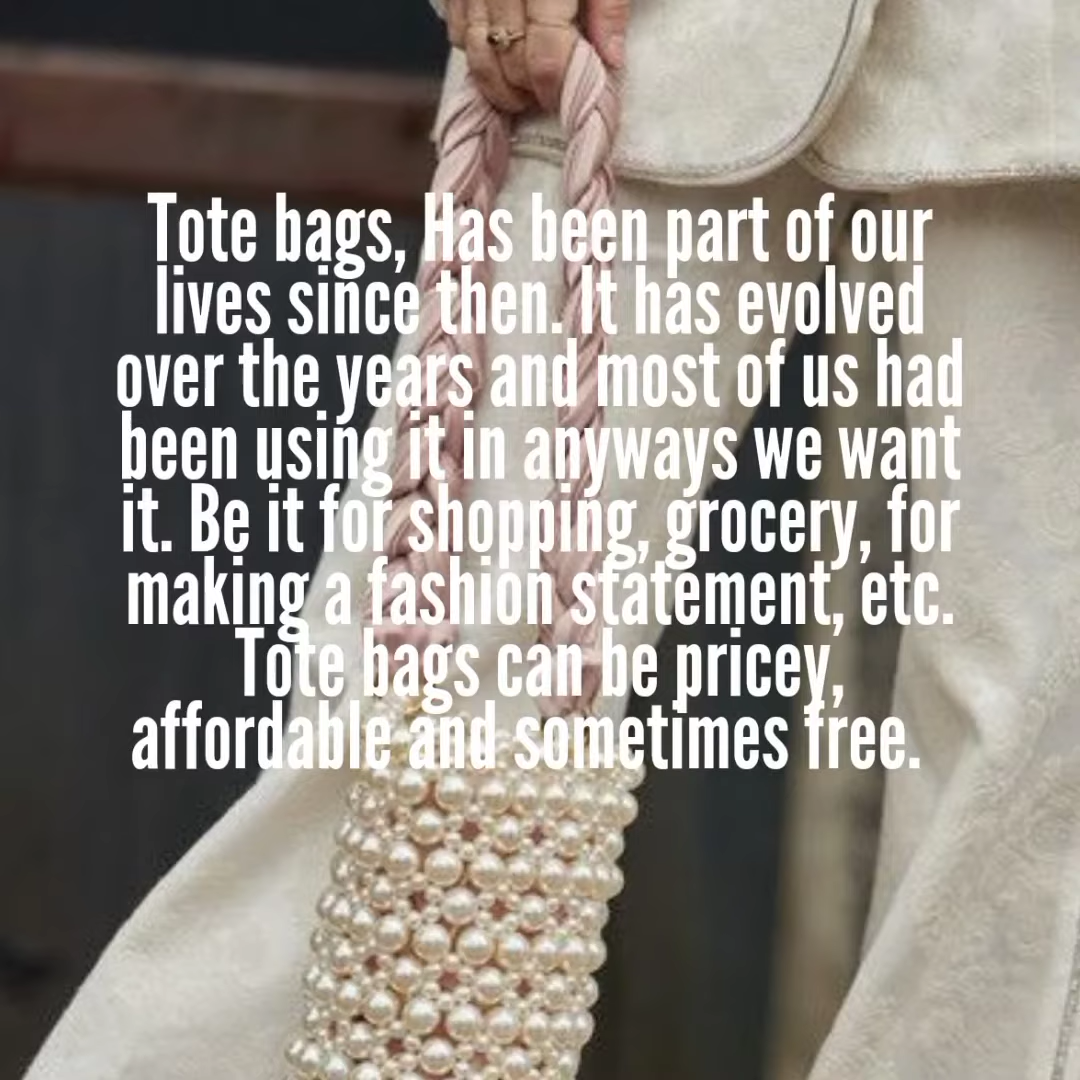 Tote bags, Has been part of our
lives since then. It has evolved
over the years and most of us had
been using it in anyways we want
it. Be it for shopping, grocery, for
making a fashion statement, etc.
Tote bags can be pricey,
affordable and sometimes free.